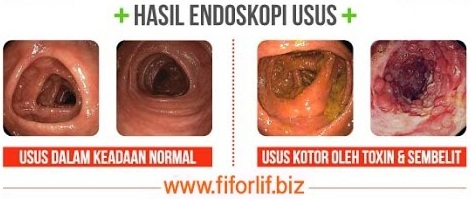 + HASIL ENDOSKOPI USUS +
USUS DALAM KEADAAN NORMAL
USUS KOTOR OLEH TOXIN & SEMBELIT
www.fiforlif.biz